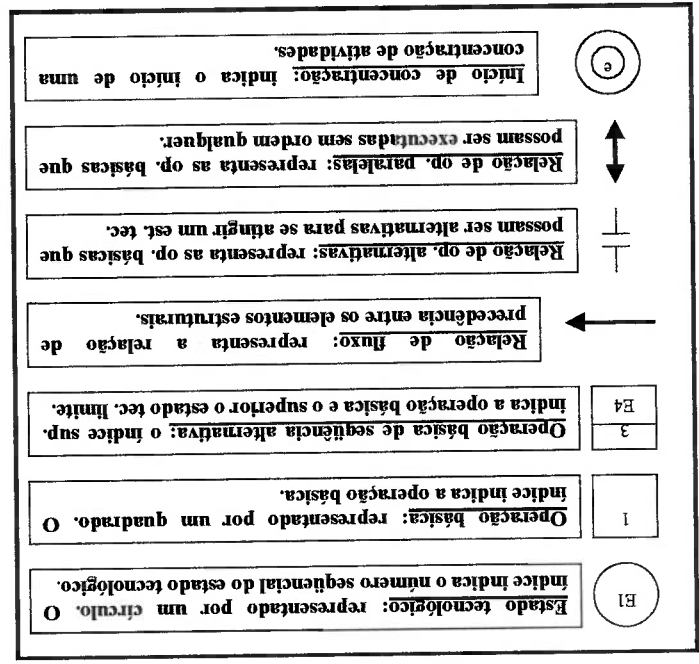 E1
Estado tecnológico: representado por um círculo. O
índice indica o número seqüencial do estado tecnológico.
1
Operação básica: representado por um quadrado. O
índice indica a operação básica.
3
E4
Operação básica de seqüência alternativa: o índice sup.
indica a operação básica e o superior o estado tec. limite.
Relação de fluxo: representa a relação de
precedência entre os elementos estruturais.
Relação de op. alternativas: representa as op. básicas que
possam ser alternativas para se atingir um est. tec.
Relação de op. paralelas: representa as op. básicas que
possam ser executadas sem ordem qualquer.
e
Início de concentração: indica o início de uma
concentração de atividades.